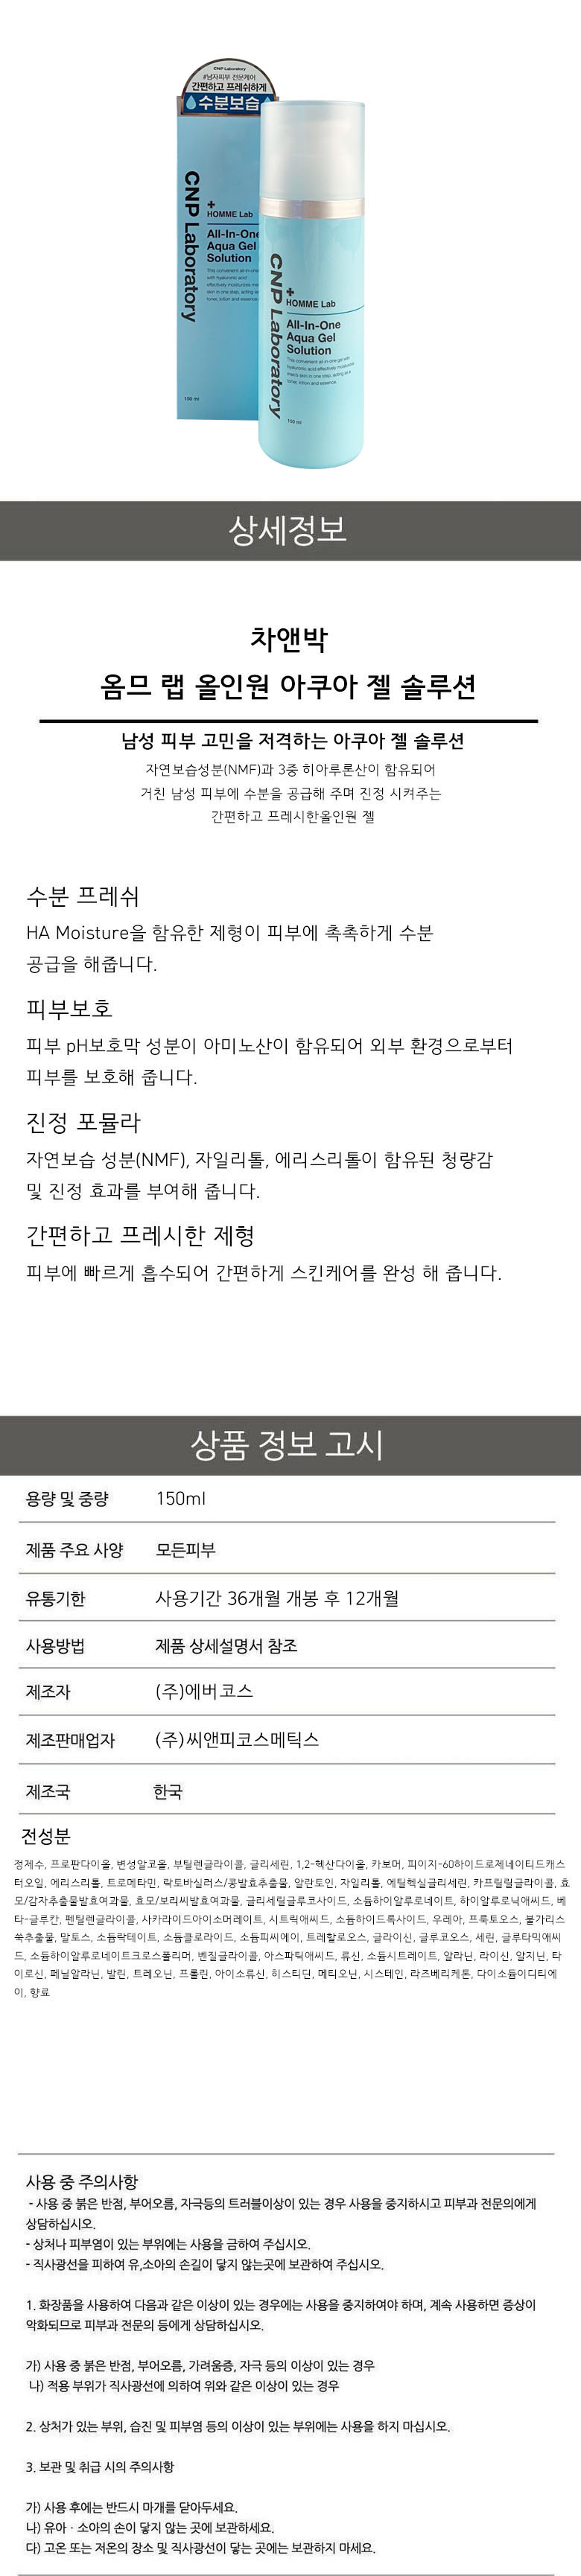 CNP Laboratory
#남자피부 전문케어
간편하고 프레쉬하게
수분보습
CNP Laboratory
HOMME Lab
All-In-One
Aqua Gel
Solution
150 ml
CNP Laboratory
HOMME Lab
All-In-One
Aqua Gel
Solution
150 ml
상세정보
차앤박
옴므 랩 올인원 아쿠아 젤 솔루션
남성 피부 고민을 저격하는 아쿠아 젤 솔루션
자연보습성분(NMF)과 3중 히아루론산이 함유되어
거친 남성 피부에 수분을 공급해 주며 진정 시켜주는
간편하고 프레시한올인원 젤
수분 프레쉬
HA Moisture을 함유한 제형이 피부에 촉촉하게 수분
공급을 해줍니다.
피부보호
피부 pH보호막 성분이 아미노산이 함유되어 외부 환경으로부터
피부를 보호해 줍니다.
진정 포뮬라
자연보습 성분(NMF), 자일리톨, 에리스리톨이 함유된 청량감
및 진정 효과를 부여해 줍니다.
간편하고 프레시한 제형
피부에 빠르게 흡수되어 간편하게 스킨케어를 완성 해 줍니다.
상품 정보 고시
용량 및 중량 150ml
제품 주요 사양 모든피부
유통기한 사용기간 36개월 개봉 후 12개월
사용방법 제품 상세설명서 참조
제조자 (주)에버코스
제조판매업자 (주)씨앤피코스메틱스
제조국 한국
전성분
정제수, 프로판다이올, 변성알코올, 부틸렌글라이콜, 글리세린, 1,2-헥산다이올, 카보머, 피이지-60하이드로제네이티드캐스
터오일, 에리스리톨, 트로메타민, 락토바실러스/콩발효추출물, 알란토인, 자일리톨, 에틸헥실글리세린, 카프릴릴글라이콜, 효
모/감자추출물발효여과물, 효모/보리씨발효여과물, 글리세릴글루코사이드, 소듐하이알루로네이트, 하이알루로닉애씨드, 베
타-글루칸, 펜틸렌글라이콜, 사카라이드아이소머레이트, 시트릭애씨드, 소듐하이드록사이드, 우레아, 프룩토오스, 불가리스
쑥추출물, 말토스, 소듐락테이트, 소듐클로라이드, 소듐피씨에이, 트레할로오스, 글라이신, 글루코오스, 세린, 글루타믹애씨
드, 소듐하이알루로네이트크로스폴리머, 벤질글라이콜, 아스파틱애씨드, 류신, 소듐시트레이트, 알라닌, 라이신, 알지닌, 타
이로신, 페닐알라닌, 발린, 트레오닌, 프롤린, 아이소류신, 히스티딘, 메티오닌, 시스테인, 라즈베리케톤, 다이소듐이디티에
이, 향료
사용 중 주의사항
- 사용 중 붉은 반점, 부어오름, 자극등의 트러블이상이 있는 경우 사용을 중지하시고 피부과 전문의에게
상담하십시오.
- 상처나 피부염이 있는 부위에는 사용을 금하여 주십시오.
- 직사광선을 피하여 유,소아의 손길이 닿지 않는곳에 보관하여 주십시오.
1. 화장품을 사용하여 다음과 같은 이상이 있는 경우에는 사용을 중지하여야 하며, 계속 사용하면 증상이
악화되므로 피부과 전문의 등에게 상담하십시오.
가) 사용 중 붉은 반점, 부어오름, 가려움증, 자극 등의 이상이 있는 경우
나) 적용 부위가 직사광선에 의하여 위와 같은 이상이 있는 경우
2. 상처가 있는 부위, 습진 및 피부염 등의 이상이 있는 부위에는 사용을 하지 마십시오.
3. 보관 및 취급 시의 주의사항
가) 사용 후에는 반드시 마개를 닫아두세요.
나) 유아 · 소아의 손이 닿지 않는 곳에 보관하세요.
다) 고온 또는 저온의 장소 및 직사광선이 닿는 곳에는 보관하지 마세요.